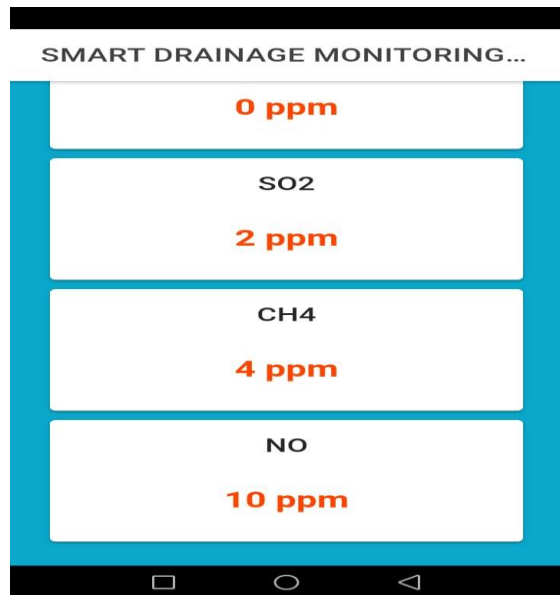 SMART DRAINAGE MONITORING...
0 ppm
SO2
2 ppm
CH4
4 ppm
NO
10 ppm